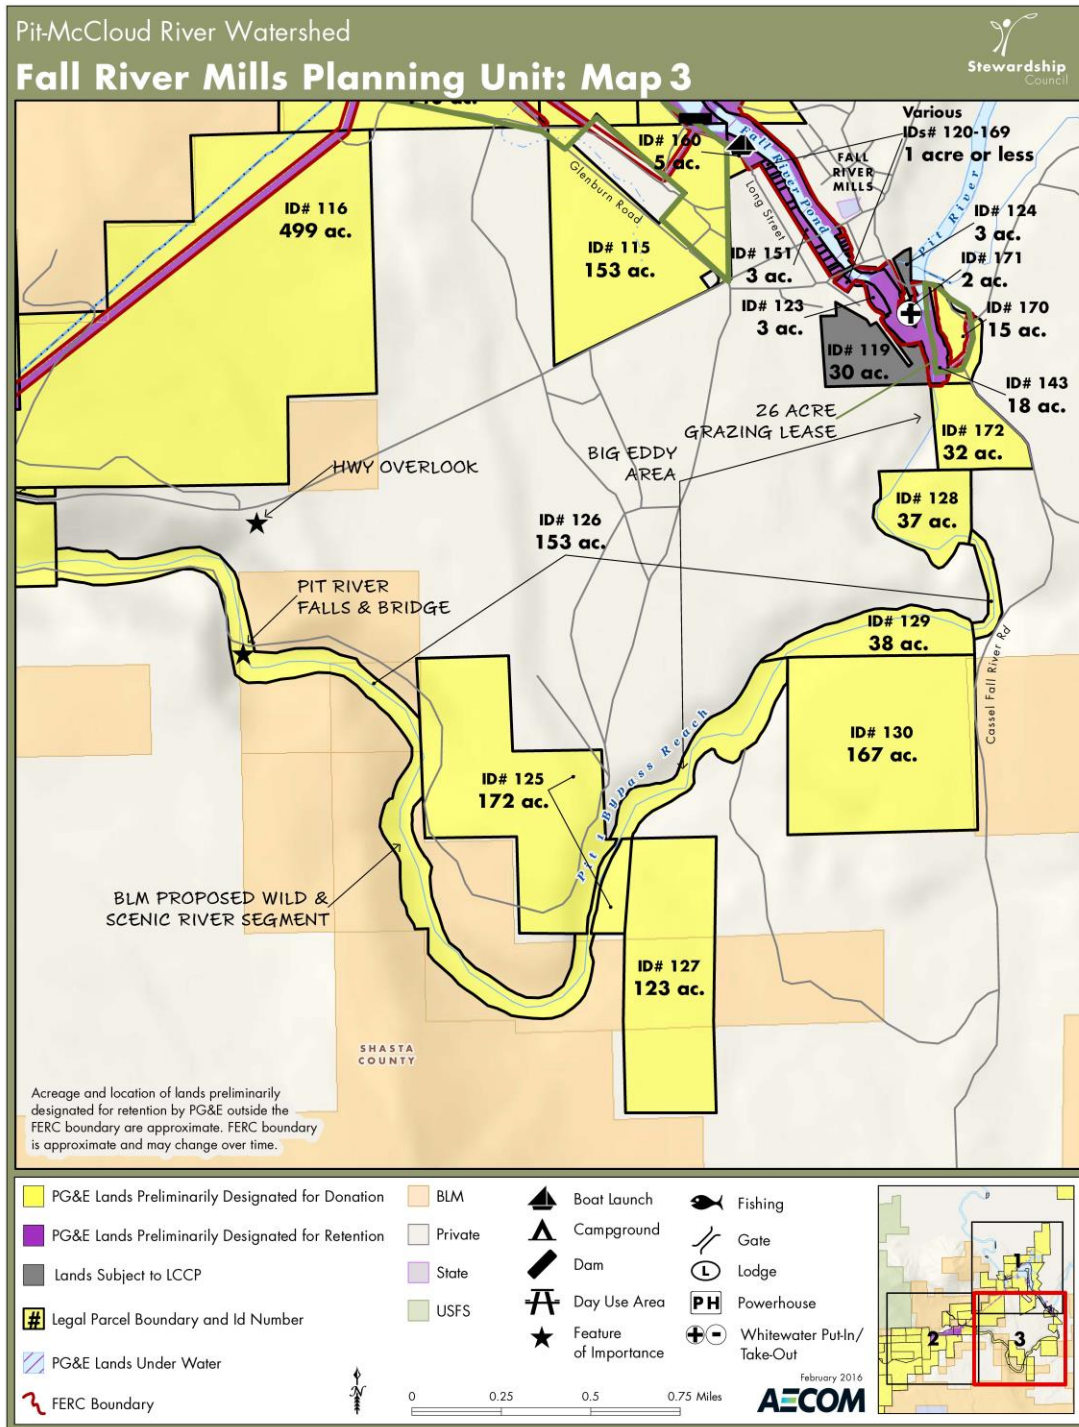 Pit-McCloud River Watershed
Fall River Mills Planning Unit: Map 3
Stewardship
Council
Various
IDs# 120-169
1 acre or less
ID# 160
5 ac.
Fall River Pond
FALL
RIVER
MILLS
Pit River
Glenburn Road
Long Street
ID# 116
499 ac.
ID# 124
3 ac.
ID# 115
153 ac.
ID# 151
3 ac.
ID# 171
2 ac.
ID# 123
3 ac.
ID# 170
15 ac.
ID# 119
30 ac.
ID# 143
18 ac.
26 ACRE
GRAZING LEASE
ID# 172
32 ac.
BIG EDDY
AREA
HWY OVERLOOK
ID# 128
37 ac.
ID# 126
153 ac.
PIT RIVER
FALLS & BRIDGE
ID# 129
38 ac.
Cassel Fall River Rd
ID# 130
167 ac.
Pit 1 Bypass Reach
ID# 125
172 ac.
BLM PROPOSED WILD &
SCENIC RIVER SEGMENT
ID# 127
123 ac.
SHASTA
COUNTY
Acreage and location of lands preliminarily
designated for retention by PG&E outside the
FERC boundary are approximate. FERC boundary
is approximate and may change over time.
PG&E Lands Preliminarily Designated for Donation
PG&E Lands Preliminarily Designated for Retention
Lands Subject to LCCP
# Legal Parcel Boundary and Id Number
PG&E Lands Under Water
FERC Boundary
BLM
Private
State
USFS
Boat Launch
Campground
Dam
Day Use Area
Feature
of Importance
Fishing
Gate
L Lodge
PH Powerhouse
Whitewater Put-In/
Take-Out
N
0 0.25 0.5 0.75 Miles
February 2016
AECOM
1
2
3